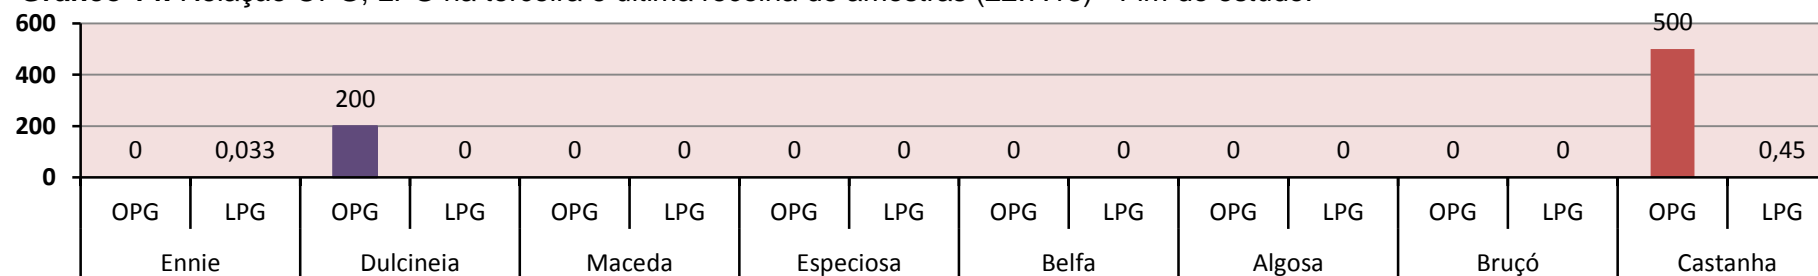 600
500
400
200
200
0 0,033 0 0 0 0 0 0 0 0 0 0 0 0,45
0
OPG LPG OPG LPG OPG LPG OPG LPG OPG LPG OPG LPG OPG LPG OPG LPG
Ennie Dulcineia Maceda Especiosa Belfa Algosa Bruçó Castanha